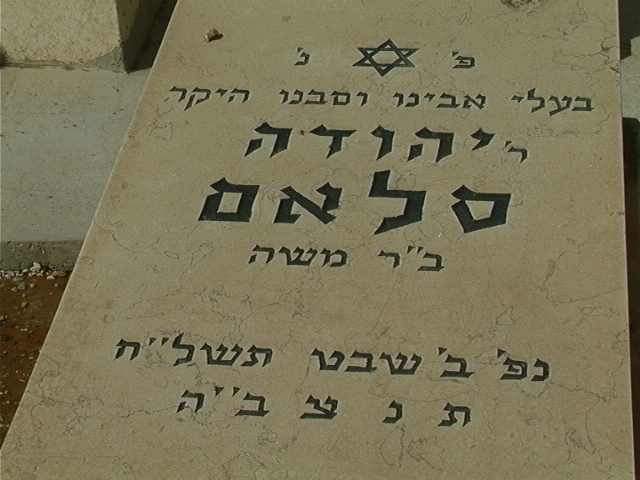 פ' נ'
בעלי אבינו וסבנו היקר
ר' יהודה
סלאם
ב"ר משה
נפ' ב' שבט תשל"ח
ת נ צ ב"ה